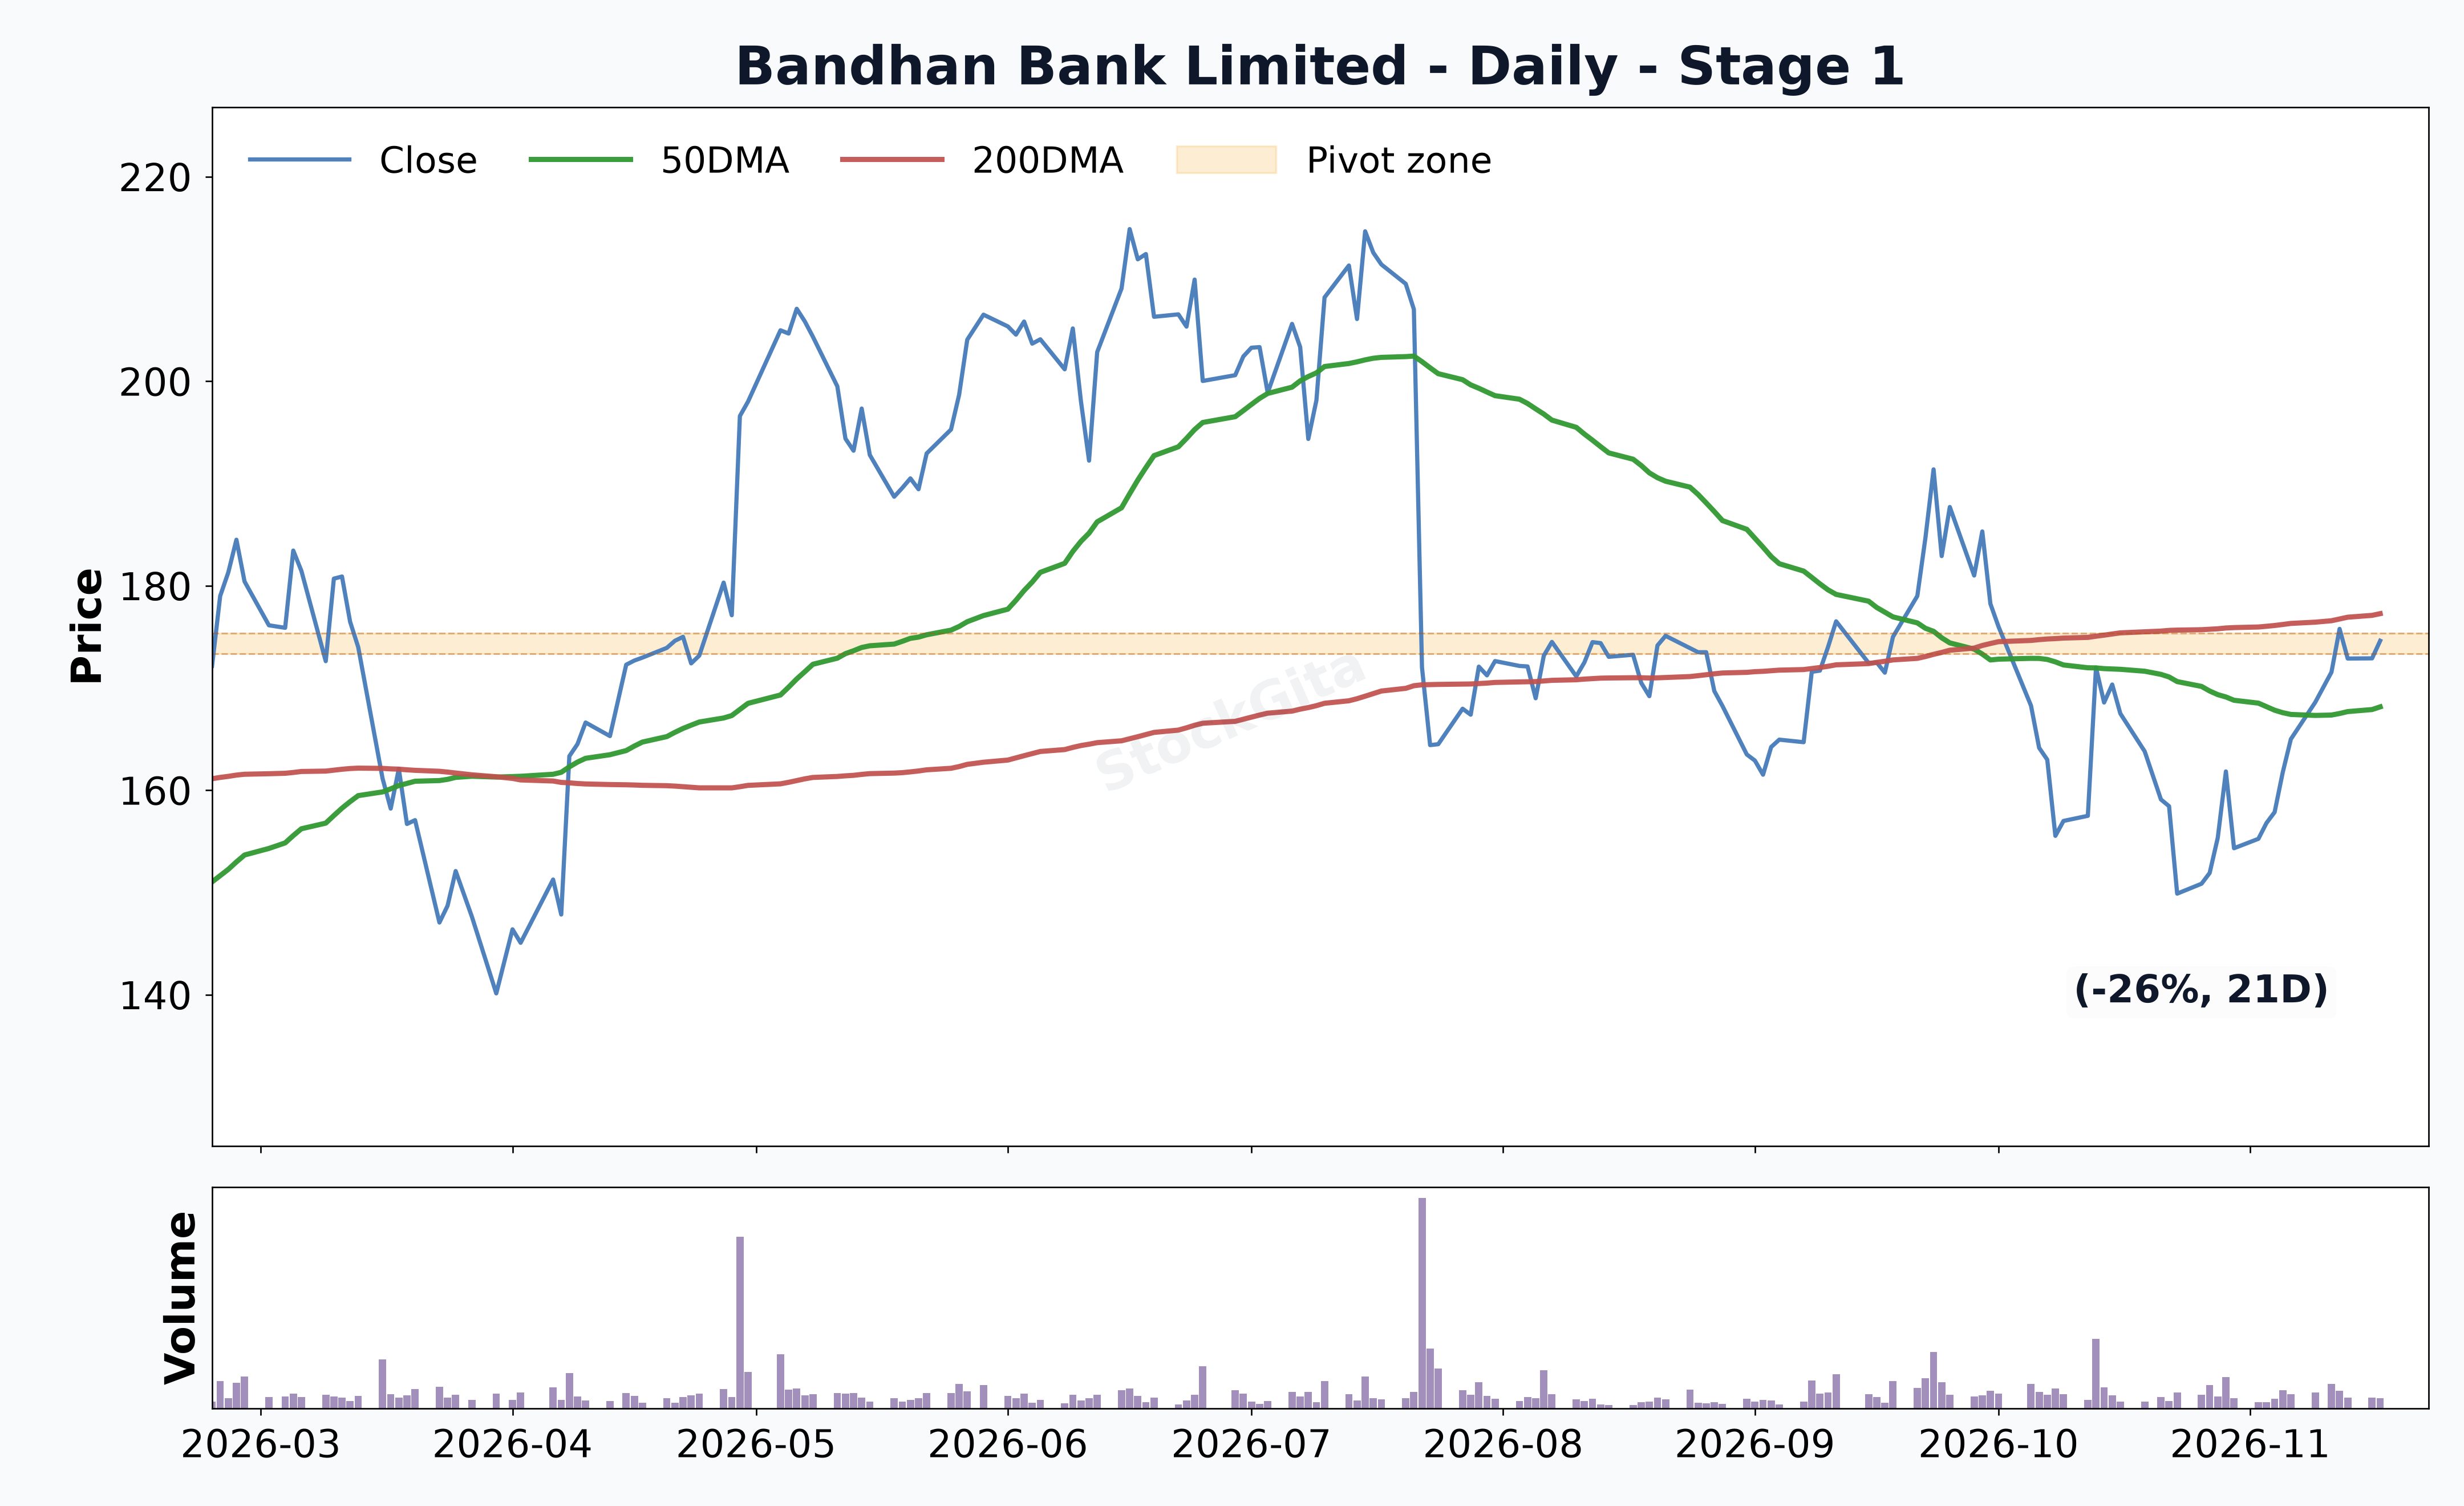 Bandhan Bank Limited - Daily - Stage 1
Close 50DMA 200DMA Pivot zone
220
200
180
160
140
Price
StockGita
(-26%, 21D)
Volume
2026-03 2026-04 2026-05 2026-06 2026-07 2026-08 2026-09 2026-10 2026-11